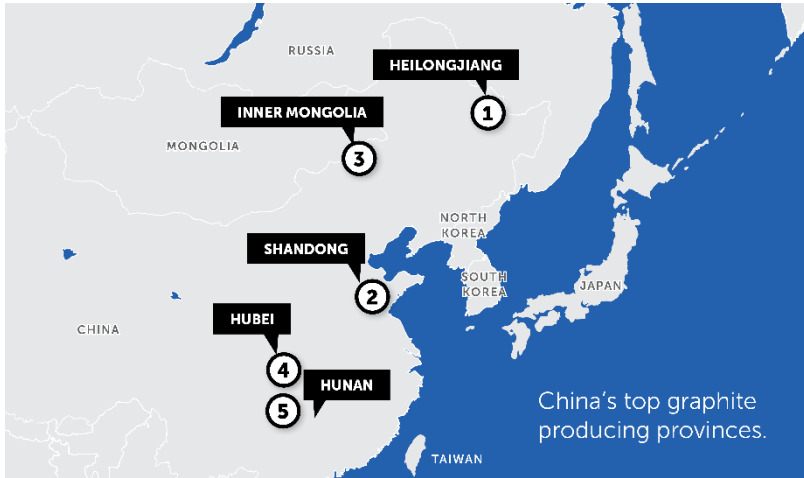 RUSSIA
HEILONGJIANG
1
INNER MONGOLIA
MONGOLIA
3
NORTH
KOREA
SHANDONG
SOUTH
KOREA
JAPAN
2
HUBEI
CHINA
4
HUNAN
5
China's top graphite
producing provinces.
TAIWAN